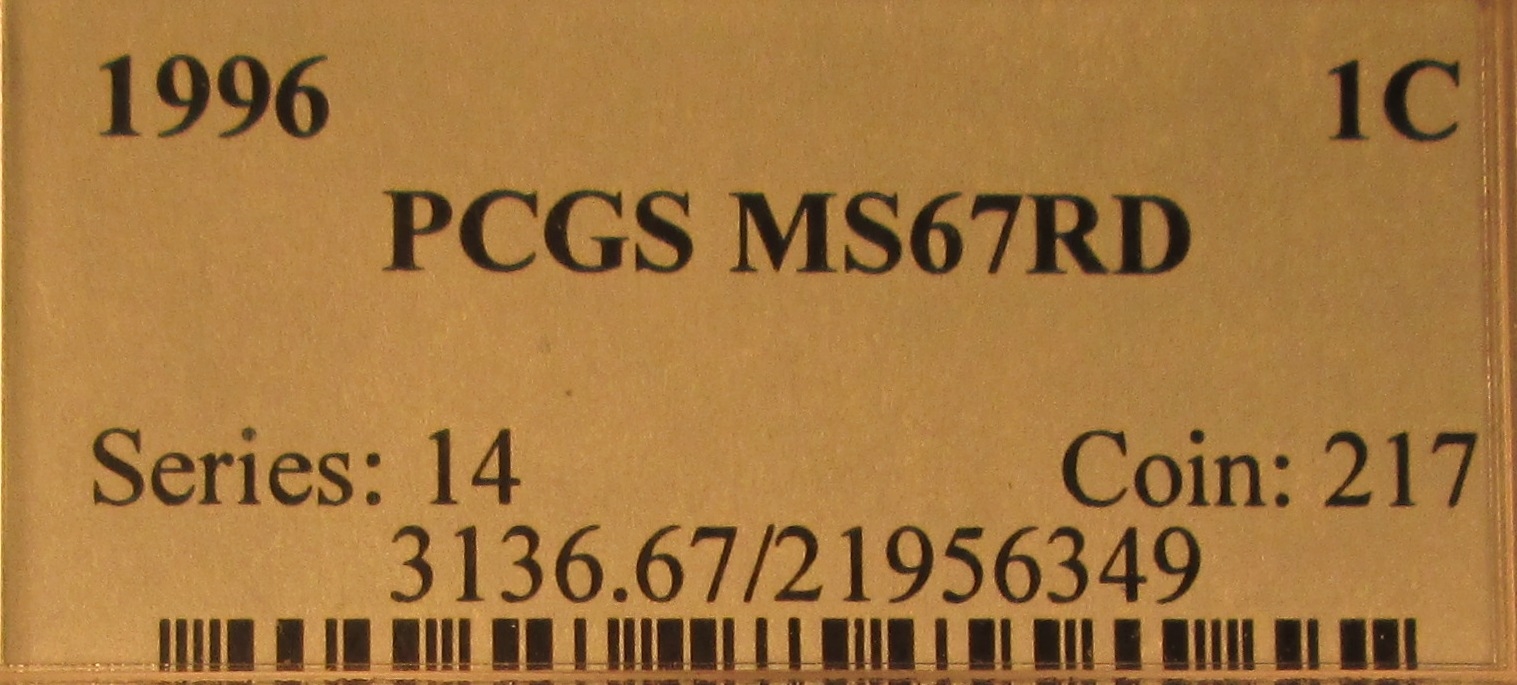 1996 1C
PCGS MS67RD
Series: 14 Coin: 217
3136.67/21956349